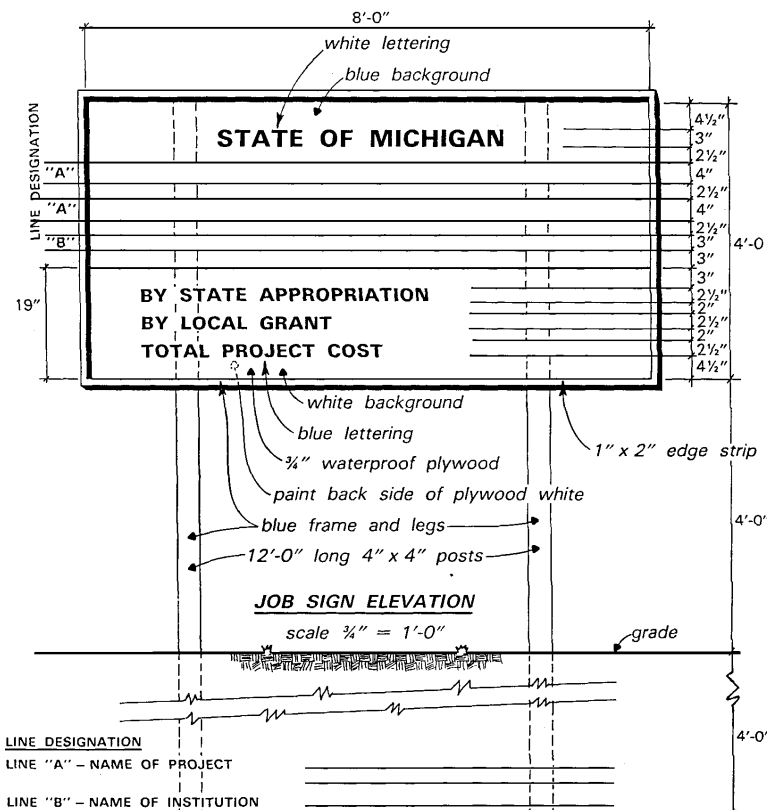 8'-0"
white lettering
blue background
LINE DESIGNATION
STATE OF MICHIGAN
4½"
3"
2½"
"A"
4"
2½"
"A"
4"
2½"
"B"
3"
4'-0
3"
3"
19"
BY STATE APPROPRIATION
2½"
2"
BY LOCAL GRANT
2½"
2"
TOTAL PROJECT COST
2½"
4½"
white background
blue lettering
1" x 2" edge strip
¾" waterproof plywood
paint back side of plywood white
blue frame and legs
4'-0"
12'-0" long 4" x 4" posts
JOB SIGN ELEVATION
scale ¾" = 1'-0"
grade
4'-0"
LINE DESIGNATION
LINE "A" – NAME OF PROJECT
LINE "B" – NAME OF INSTITUTION